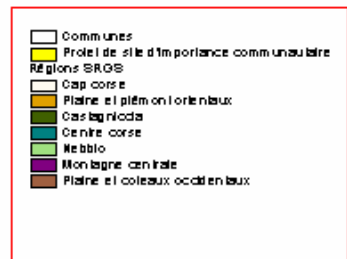 Communes
Projet de site d'importance communautaire
Régions SRGS
Cap corse
Plaine et piémont orientaux
Castagniccia
Centre corse
Nebbio
Montagne centrale
Plaine et coteaux occidentaux